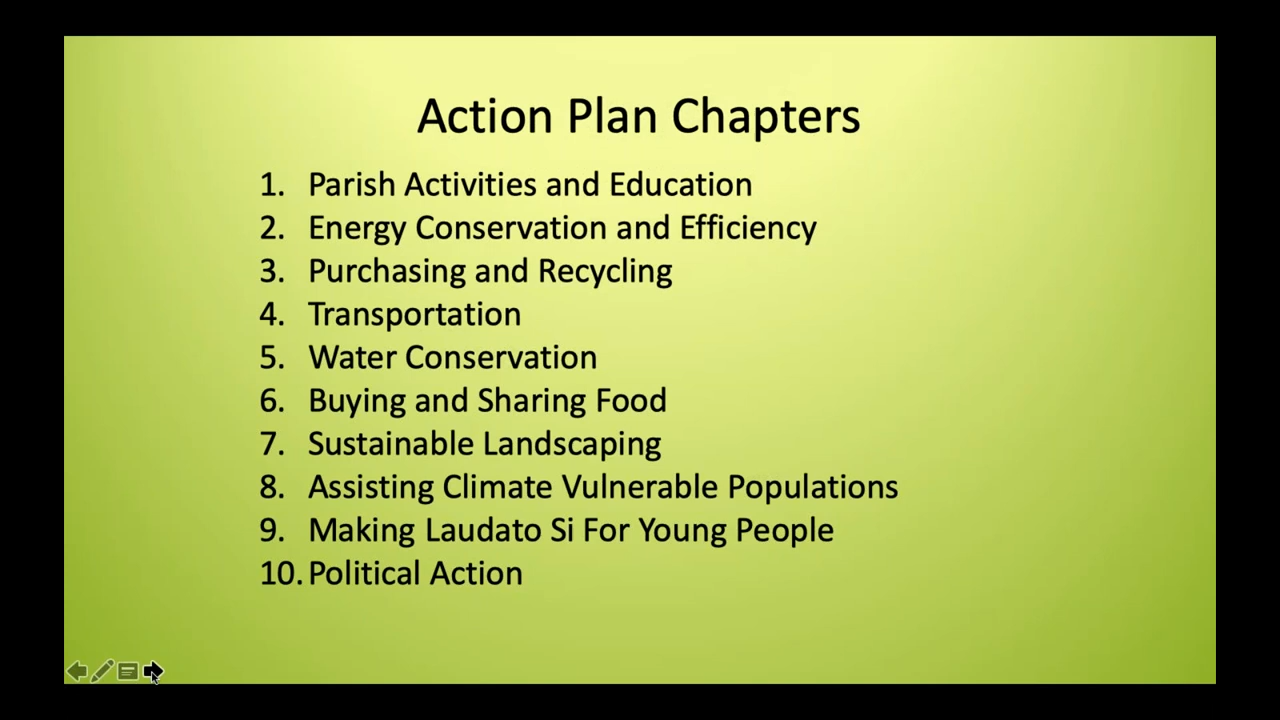 Action Plan Chapters
1. Parish Activities and Education
2. Energy Conservation and Efficiency
3. Purchasing and Recycling
4. Transportation
5. Water Conservation
6. Buying and Sharing Food
7. Sustainable Landscaping
8. Assisting Climate Vulnerable Populations
9. Making Laudato Si For Young People
10. Political Action